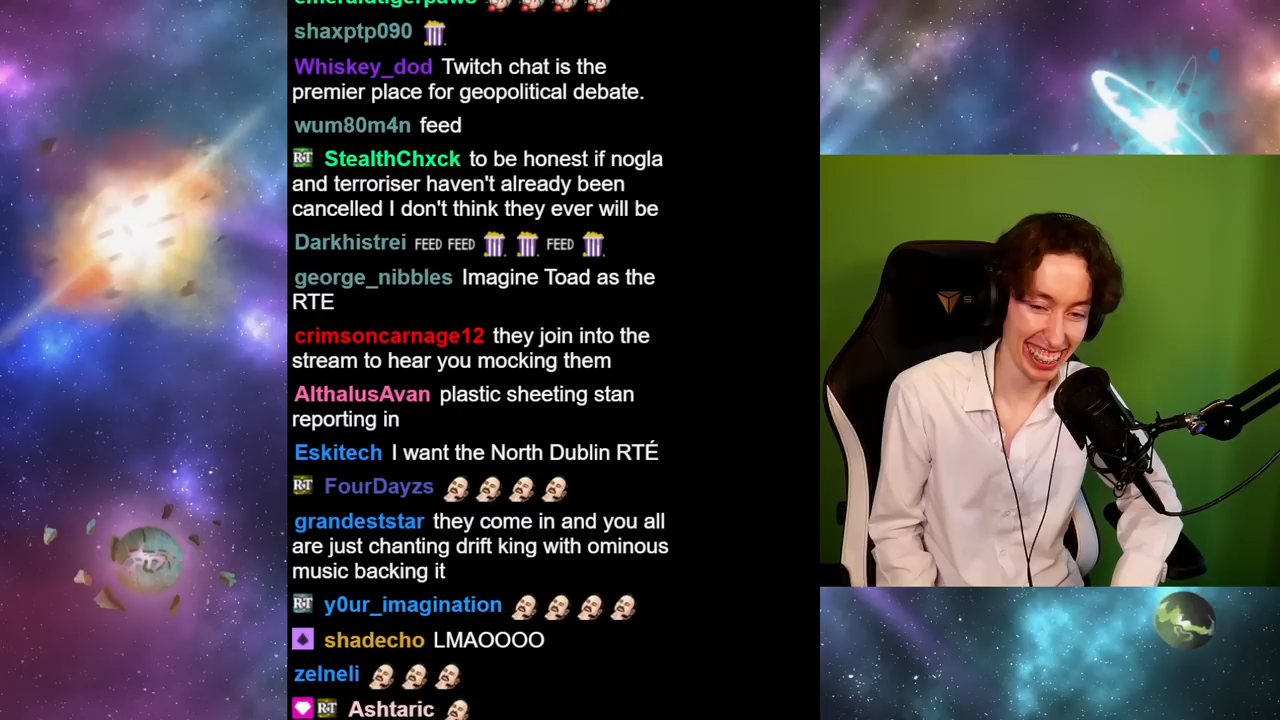 emeraldtigerpaws
shaxptp090
Whiskey_dod Twitch chat is the
premier place for geopolitical debate.
wum80m4n feed
R·T StealthChxck to be honest if nogla
and terroriser haven't already been
cancelled I don't think they ever will be
Darkhistrei FEED FEED FEED
george_nibbles Imagine Toad as the
RTE
crimsoncarnage12 they join into the
stream to hear you mocking them
AlthalusAvan plastic sheeting stan
reporting in
Eskitech I want the North Dublin RTÉ
R·T FourDayzs
grandeststar they come in and you all
are just chanting drift king with ominous
music backing it
R·T y0ur_imagination
shadecho LMAOOOO
zelneli
R·T Ashtaric